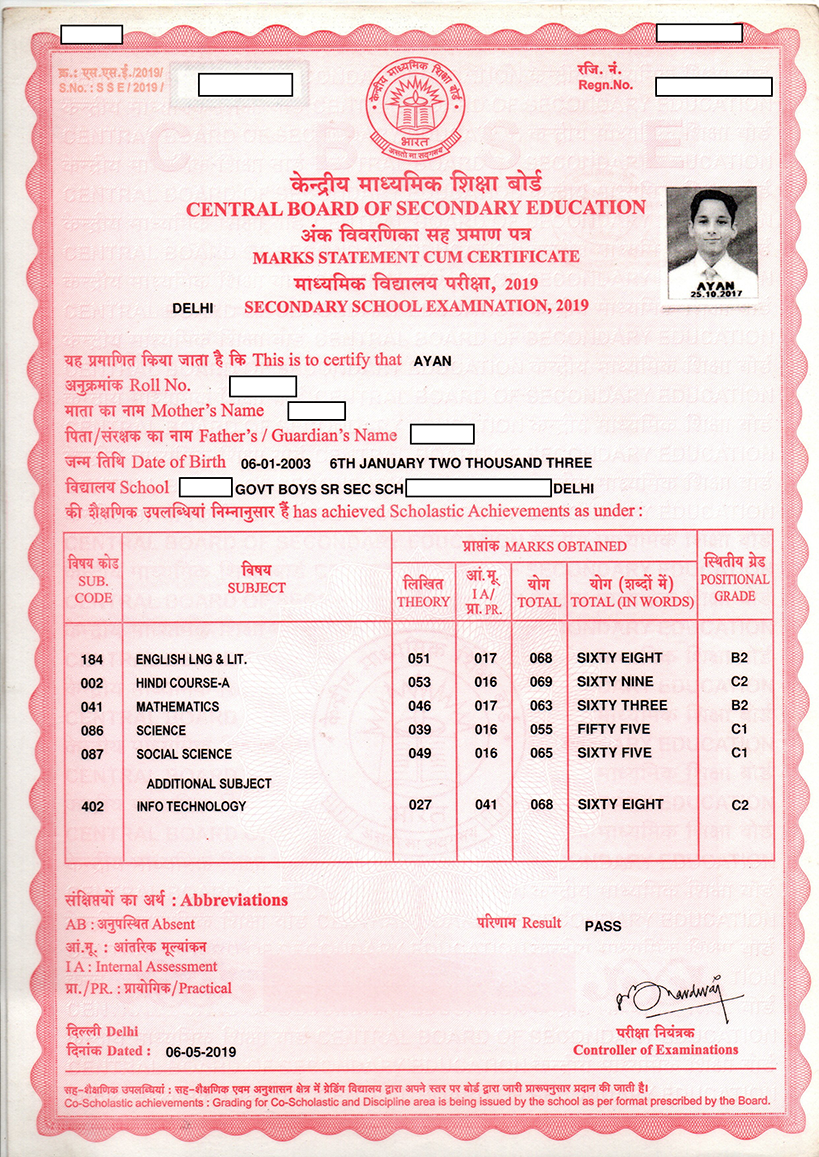 क्र.: एस.एस.ई./2019/
S.No. : S S E / 2019 /
रजि. नं.
Regn.No.
केन्द्रीय माध्यमिक शिक्षा बोर्ड
भारत
असतो मा सद्गमय
C B S E
केन्द्रीय माध्यमिक शिक्षा बोर्ड
CENTRAL BOARD OF SECONDARY EDUCATION
अंक विवरणिका सह प्रमाण पत्र
MARKS STATEMENT CUM CERTIFICATE
माध्यमिक विद्यालय परीक्षा, 2019
DELHI SECONDARY SCHOOL EXAMINATION, 2019
AYAN
25.10.2017
यह प्रमाणित किया जाता है कि This is to certify that AYAN
अनुक्रमांक Roll No.
माता का नाम Mother's Name
पिता/संरक्षक का नाम Father's / Guardian's Name
जन्म तिथि Date of Birth 06-01-2003 6TH JANUARY TWO THOUSAND THREE
विद्यालय School GOVT BOYS SR SEC SCH DELHI
की शैक्षणिक उपलब्धियां निम्नानुसार हैं has achieved Scholastic Achievements as under :
विषय कोड SUB. CODE
विषय SUBJECT
प्राप्तांक MARKS OBTAINED
लिखित THEORY
आं.मू. I A/ प्रा. PR.
योग TOTAL
योग (शब्दों में) TOTAL (IN WORDS)
स्थितीय ग्रेड POSITIONAL GRADE
184 ENGLISH LNG & LIT. 051 017 068 SIXTY EIGHT B2
002 HINDI COURSE-A 053 016 069 SIXTY NINE C2
041 MATHEMATICS 046 017 063 SIXTY THREE B2
086 SCIENCE 039 016 055 FIFTY FIVE C1
087 SOCIAL SCIENCE 049 016 065 SIXTY FIVE C1
ADDITIONAL SUBJECT
402 INFO TECHNOLOGY 027 041 068 SIXTY EIGHT C2
संक्षिप्तियों का अर्थ : Abbreviations
AB : अनुपस्थित Absent
परिणाम Result PASS
आं.मू. : आंतरिक मूल्यांकन
I A : Internal Assessment
प्रा./PR. : प्रायोगिक/Practical
दिल्ली Delhi
दिनांक Dated : 06-05-2019
परीक्षा नियंत्रक
Controller of Examinations
सह-शैक्षणिक उपलब्धियां : सह-शैक्षणिक एवम अनुशासन क्षेत्र में ग्रेडिंग विद्यालय द्वारा अपने स्तर पर बोर्ड द्वारा जारी प्रारूपनुसार प्रदान की जाती है।
Co-Scholastic achievements : Grading for Co-Scholastic and Discipline area is being issued by the school as per format prescribed by the Board.